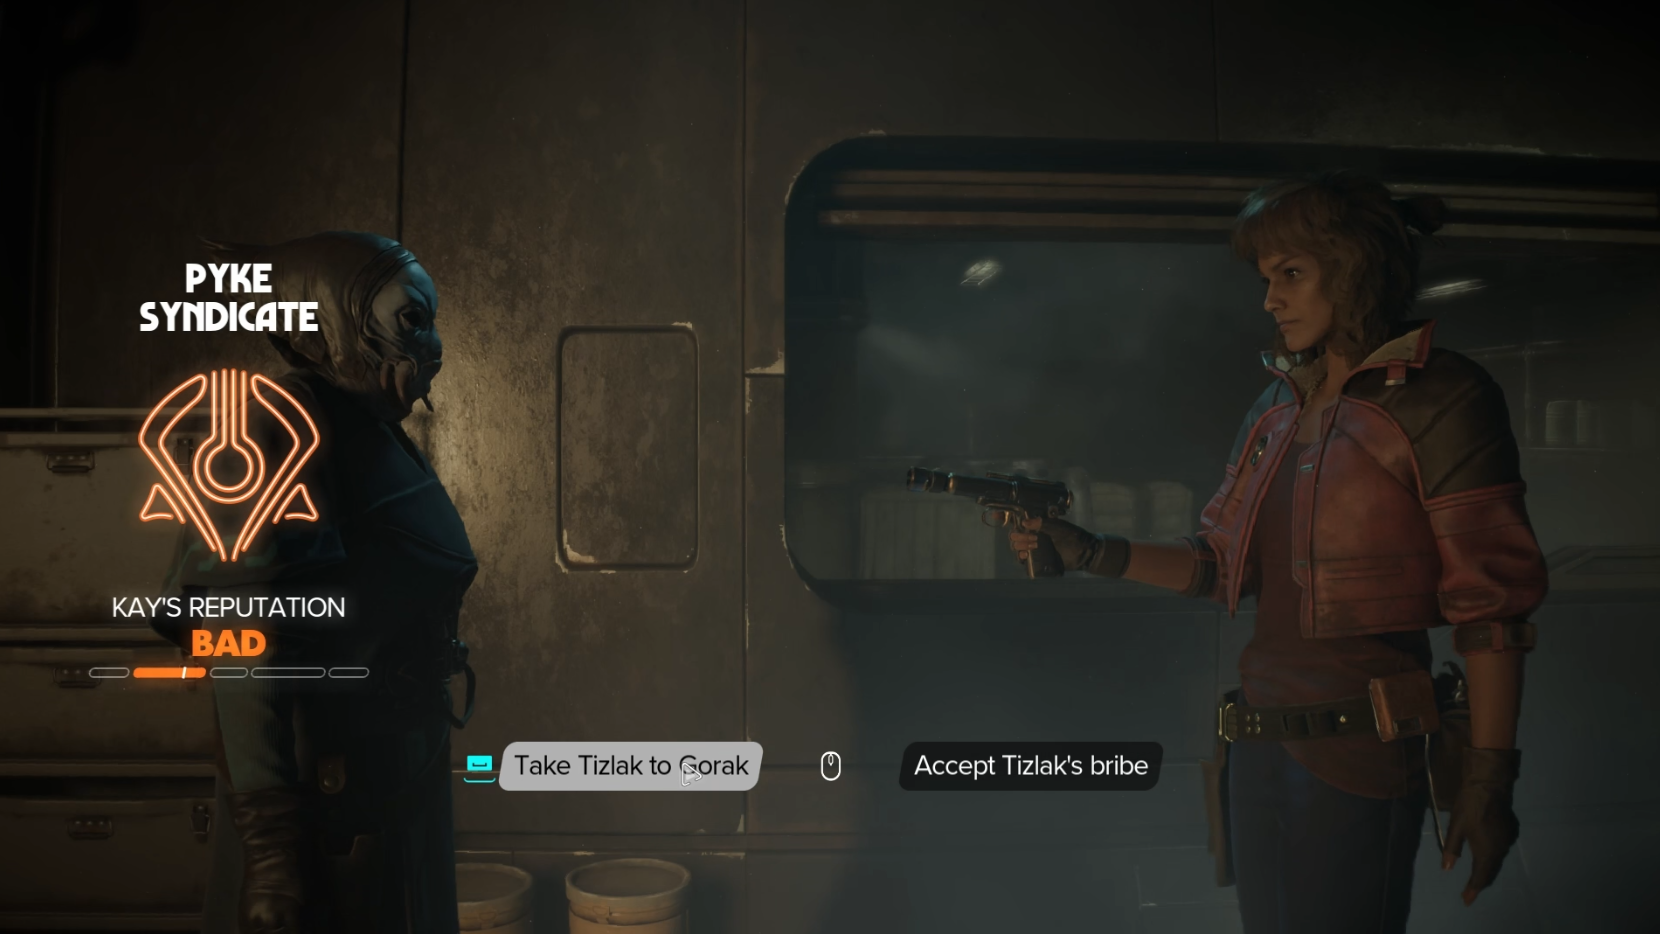 PYKE
SYNDICATE
KAY'S REPUTATION
BAD
Take Tizlak to Gorak
Accept Tizlak's bribe